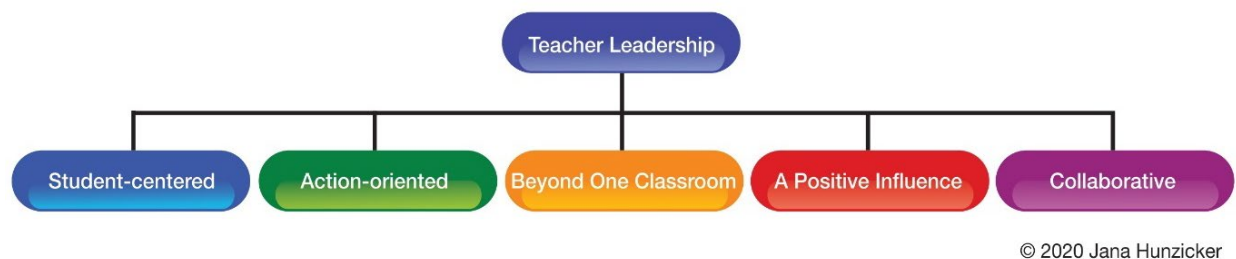 Teacher Leadership
Student-centered
Action-oriented
Beyond One Classroom
A Positive Influence
Collaborative
© 2020 Jana Hunzicker